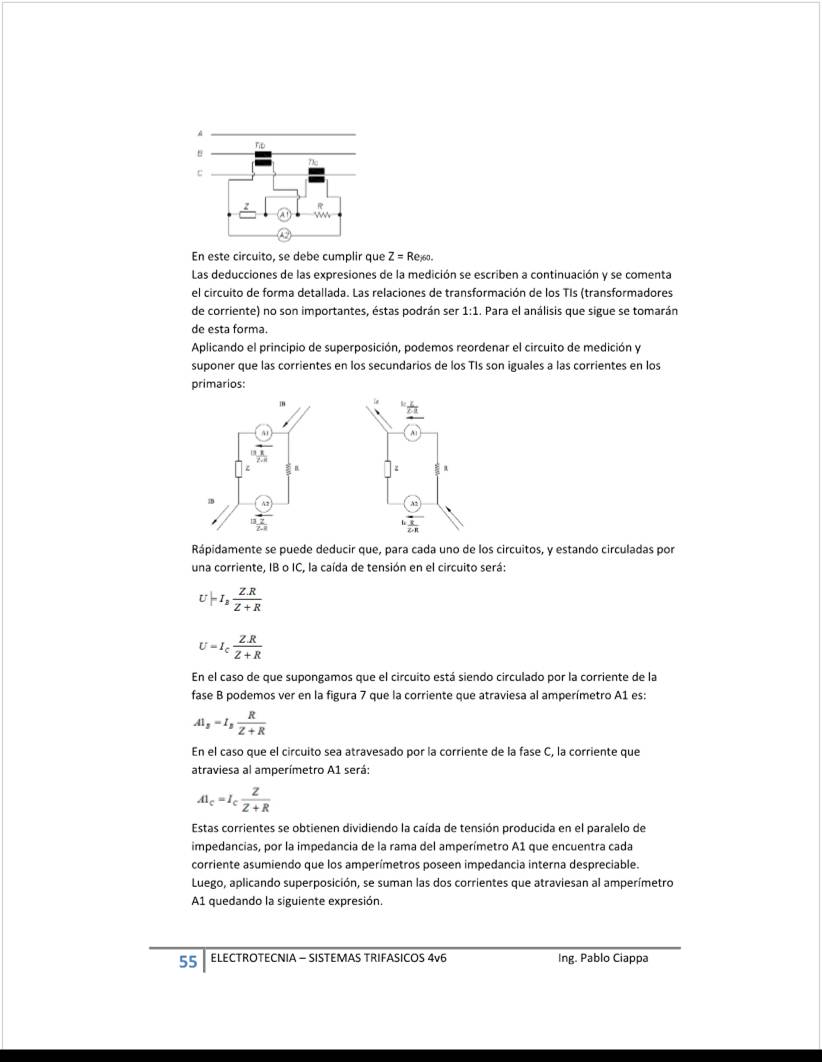 A
B
C
TIb
TIc
Z
A1
R
A2
En este circuito, se debe cumplir que Z = Rej60.
Las deducciones de las expresiones de la medición se escriben a continuación y se comenta
el circuito de forma detallada. Las relaciones de transformación de los TIs (transformadores
de corriente) no son importantes, éstas podrán ser 1:1. Para el análisis que sigue se tomarán
de esta forma.
Aplicando el principio de superposición, podemos reordenar el circuito de medición y
suponer que las corrientes en los secundarios de los TIs son iguales a las corrientes en los
primarios:
IB
A1
IB R
Z+R
Z
R
IB
A2
IB Z
Z+R
Ic
Ic Z
Z+R
A1
Z
R
A2
Ic R
Z+R
Rápidamente se puede deducir que, para cada uno de los circuitos, y estando circuladas por
una corriente, IB o IC, la caída de tensión en el circuito será:
U = I_B Z.R / Z + R
U = I_C Z.R / Z + R
En el caso de que supongamos que el circuito está siendo circulado por la corriente de la
fase B podemos ver en la figura 7 que la corriente que atraviesa al amperímetro A1 es:
A1_B = I_B R / Z + R
En el caso que el circuito sea atravesado por la corriente de la fase C, la corriente que
atraviesa al amperímetro A1 será:
A1_C = I_C Z / Z + R
Estas corrientes se obtienen dividiendo la caída de tensión producida en el paralelo de
impedancias, por la impedancia de la rama del amperímetro A1 que encuentra cada
corriente asumiendo que los amperímetros poseen impedancia interna despreciable.
Luego, aplicando superposición, se suman las dos corrientes que atraviesan al amperímetro
A1 quedando la siguiente expresión.
55 ELECTROTECNIA – SISTEMAS TRIFASICOS 4v6 Ing. Pablo Ciappa